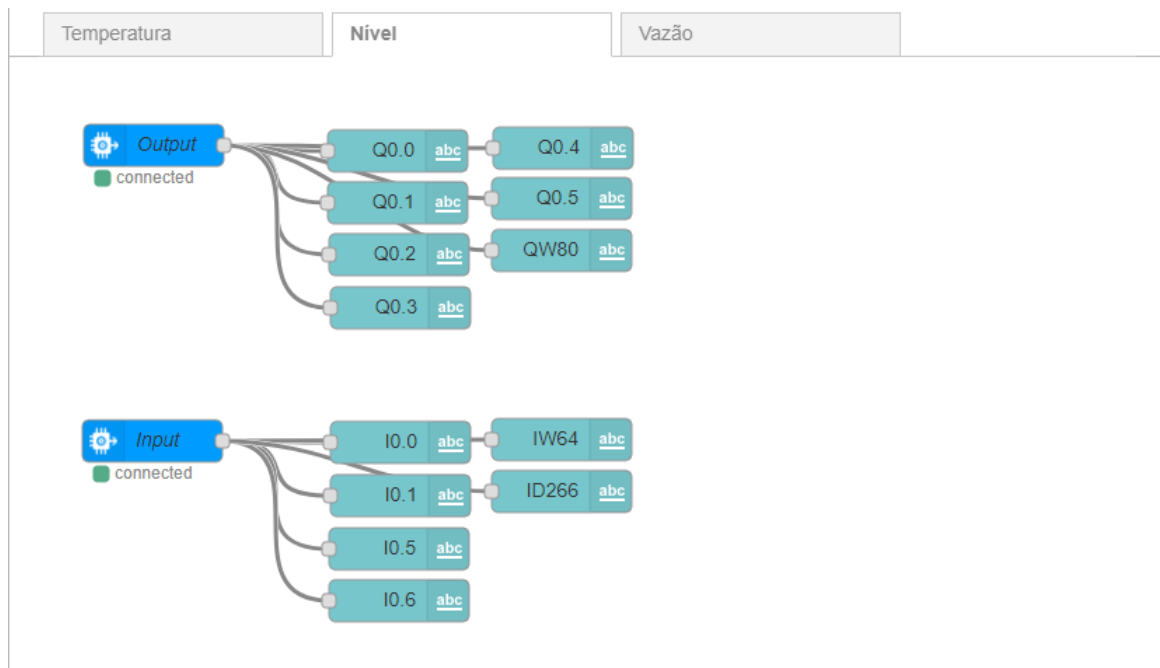 Temperatura
Nível
Vazão
Output
connected
Q0.0 abc
Q0.4 abc
Q0.1 abc
Q0.5 abc
Q0.2 abc
QW80 abc
Q0.3 abc
Input
connected
I0.0 abc
IW64 abc
I0.1 abc
ID266 abc
I0.5 abc
I0.6 abc